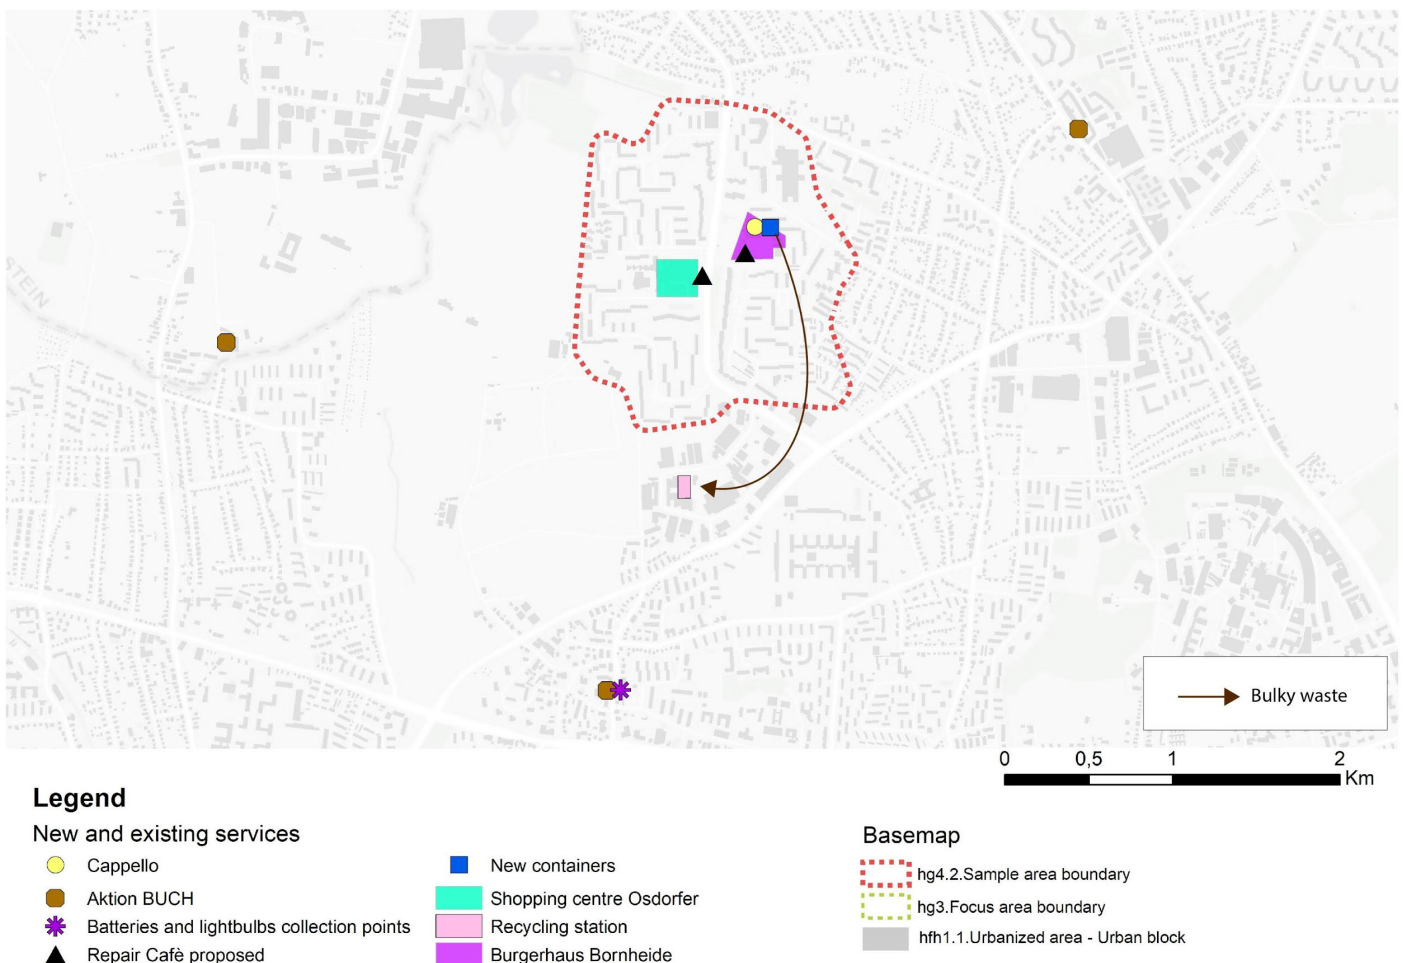 STEIN
Bulky waste
0 0,5 1 2
Km
Legend
New and existing services
Cappello
Aktion BUCH
Batteries and lightbulbs collection points
Repair Cafè proposed
New containers
Shopping centre Osdorfer
Recycling station
Burgerhaus Bornheide
Basemap
hg4.2.Sample area boundary
hg3.Focus area boundary
hfh1.1.Urbanized area - Urban block